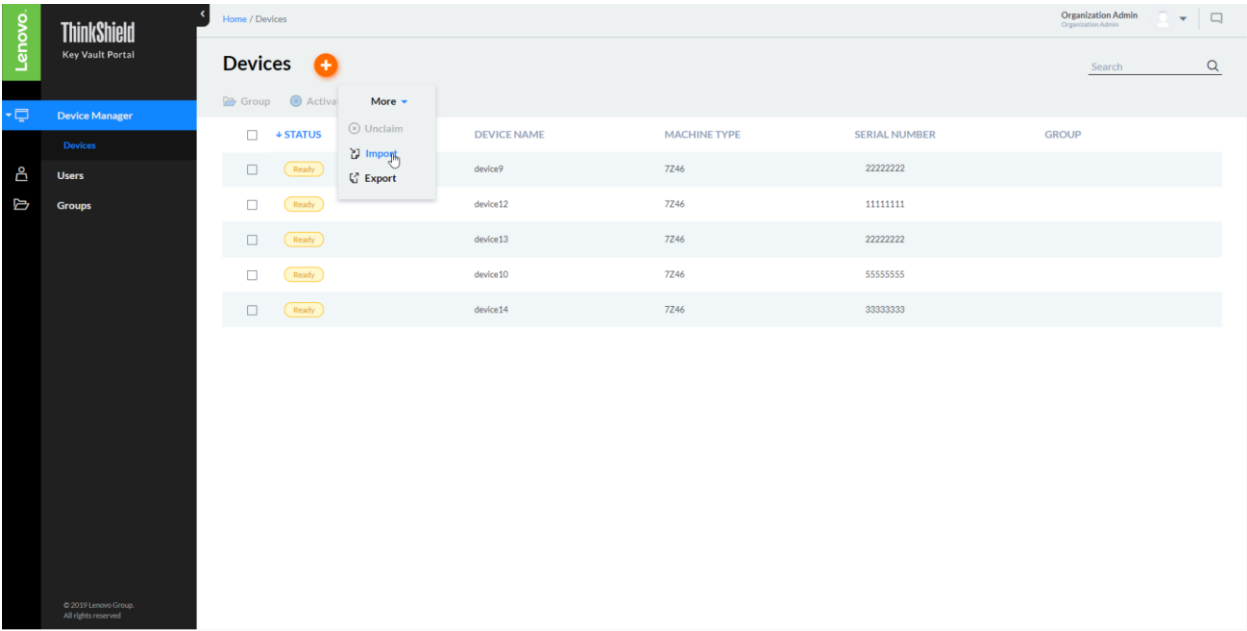 Lenovo.
ThinkShield
Key Vault Portal
Home / Devices
Organization Admin
Organization Admin
Devices
Search
Group
More
Device Manager
Devices
Users
Groups
Unclaim
Import
Export
STATUS DEVICE NAME MACHINE TYPE SERIAL NUMBER GROUP
Ready device9 7Z46 22222222
Ready device12 7Z46 11111111
Ready device13 7Z46 22222222
Ready device10 7Z46 55555555
Ready device14 7Z46 33333333
© 2019 Lenovo Group.
All rights reserved